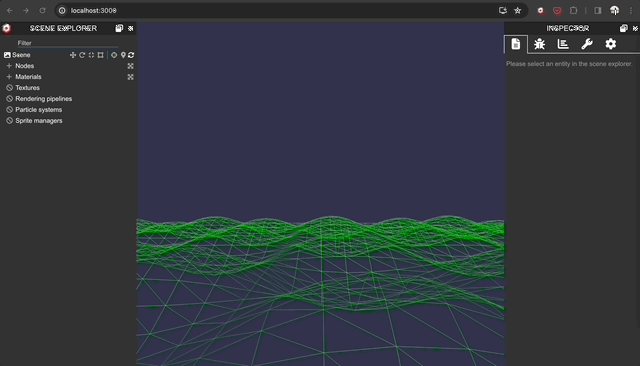 localhost:3000
SCENE EXPLORER
INSPECTOR
Filter
Scene
Nodes
Materials
Textures
Rendering pipelines
Particle systems
Sprite managers
Please select an entity in the scene explorer.